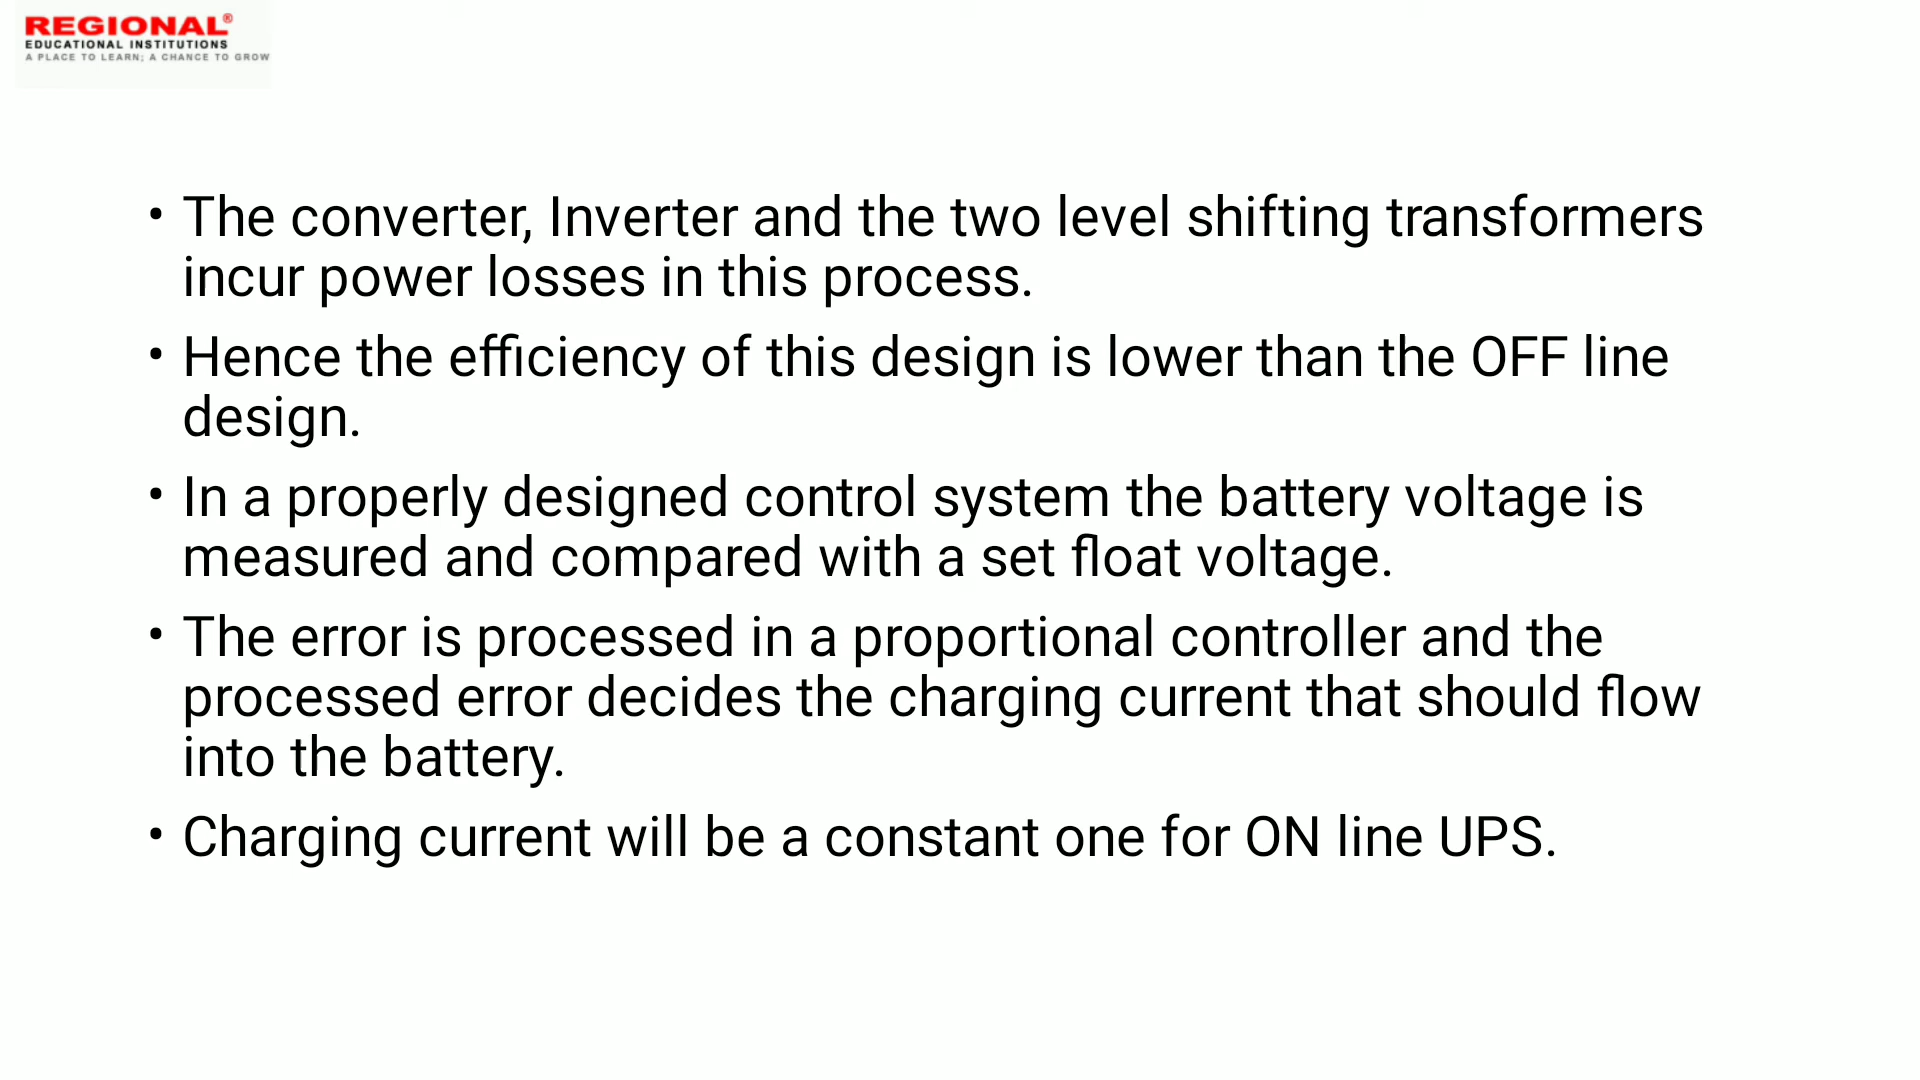 REGIONAL®
EDUCATIONAL INSTITUTIONS
A PLACE TO LEARN; A CHANCE TO GROW
• The converter, Inverter and the two level shifting transformers
incur power losses in this process.
• Hence the efficiency of this design is lower than the OFF line
design.
• In a properly designed control system the battery voltage is
measured and compared with a set float voltage.
• The error is processed in a proportional controller and the
processed error decides the charging current that should flow
into the battery.
• Charging current will be a constant one for ON line UPS.